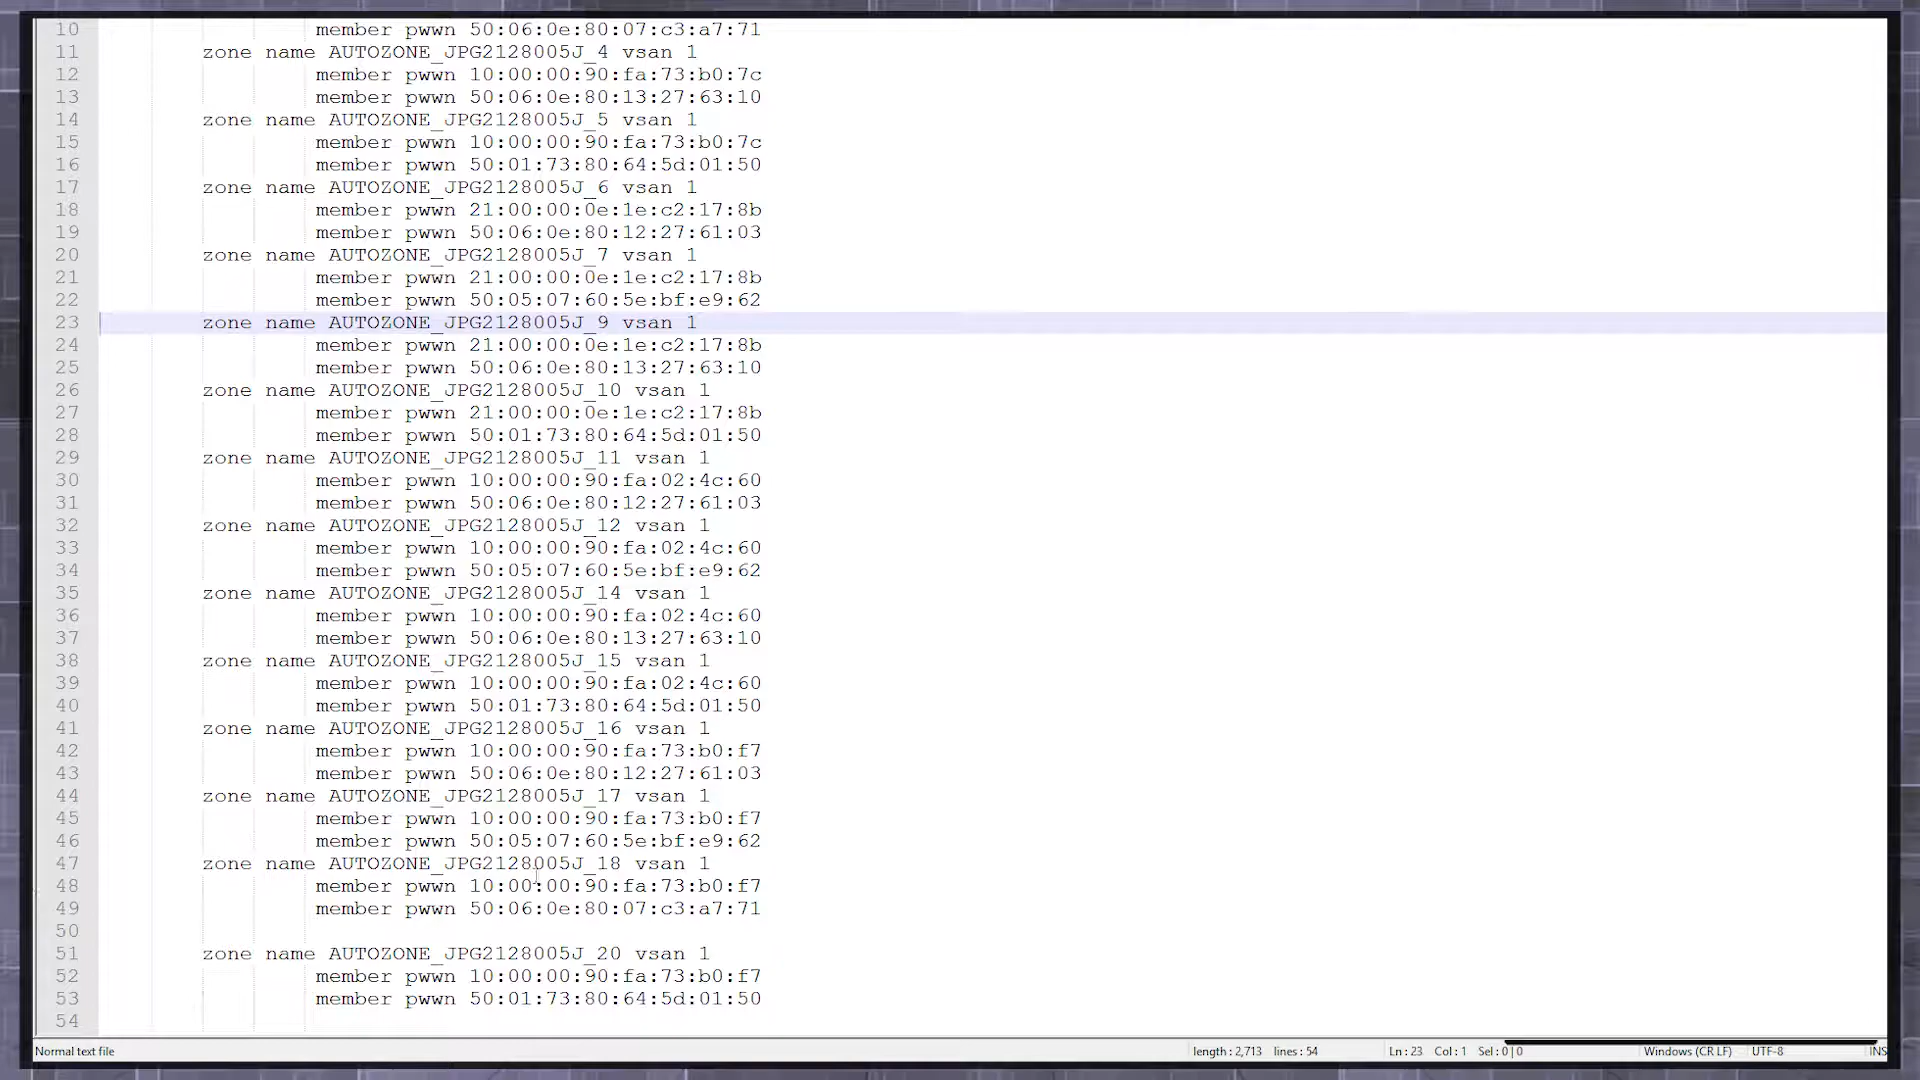 10 member pwwn 50:06:0e:80:07:c3:a7:71
11 zone name AUTOZONE_JPG2128005J_4 vsan 1
12 member pwwn 10:00:00:90:fa:73:b0:7c
13 member pwwn 50:06:0e:80:13:27:63:10
14 zone name AUTOZONE_JPG2128005J_5 vsan 1
15 member pwwn 10:00:00:90:fa:73:b0:7c
16 member pwwn 50:01:73:80:64:5d:01:50
17 zone name AUTOZONE_JPG2128005J_6 vsan 1
18 member pwwn 21:00:00:0e:1e:c2:17:8b
19 member pwwn 50:06:0e:80:12:27:61:03
20 zone name AUTOZONE_JPG2128005J_7 vsan 1
21 member pwwn 21:00:00:0e:1e:c2:17:8b
22 member pwwn 50:05:07:60:5e:bf:e9:62
23 zone name AUTOZONE_JPG2128005J_9 vsan 1
24 member pwwn 21:00:00:0e:1e:c2:17:8b
25 member pwwn 50:06:0e:80:13:27:63:10
26 zone name AUTOZONE_JPG2128005J_10 vsan 1
27 member pwwn 21:00:00:0e:1e:c2:17:8b
28 member pwwn 50:01:73:80:64:5d:01:50
29 zone name AUTOZONE_JPG2128005J_11 vsan 1
30 member pwwn 10:00:00:90:fa:02:4c:60
31 member pwwn 50:06:0e:80:12:27:61:03
32 zone name AUTOZONE_JPG2128005J_12 vsan 1
33 member pwwn 10:00:00:90:fa:02:4c:60
34 member pwwn 50:05:07:60:5e:bf:e9:62
35 zone name AUTOZONE_JPG2128005J_14 vsan 1
36 member pwwn 10:00:00:90:fa:02:4c:60
37 member pwwn 50:06:0e:80:13:27:63:10
38 zone name AUTOZONE_JPG2128005J_15 vsan 1
39 member pwwn 10:00:00:90:fa:02:4c:60
40 member pwwn 50:01:73:80:64:5d:01:50
41 zone name AUTOZONE_JPG2128005J_16 vsan 1
42 member pwwn 10:00:00:90:fa:73:b0:f7
43 member pwwn 50:06:0e:80:12:27:61:03
44 zone name AUTOZONE_JPG2128005J_17 vsan 1
45 member pwwn 10:00:00:90:fa:73:b0:f7
46 member pwwn 50:05:07:60:5e:bf:e9:62
47 zone name AUTOZONE_JPG2128005J_18 vsan 1
48 member pwwn 10:00:00:90:fa:73:b0:f7
49 member pwwn 50:06:0e:80:07:c3:a7:71
50
51 zone name AUTOZONE_JPG2128005J_20 vsan 1
52 member pwwn 10:00:00:90:fa:73:b0:f7
53 member pwwn 50:01:73:80:64:5d:01:50
54
Normal text file length : 2,713 lines : 54 Ln : 23 Col : 1 Sel : 0 | 0 Windows (CR LF) UTF-8 INS